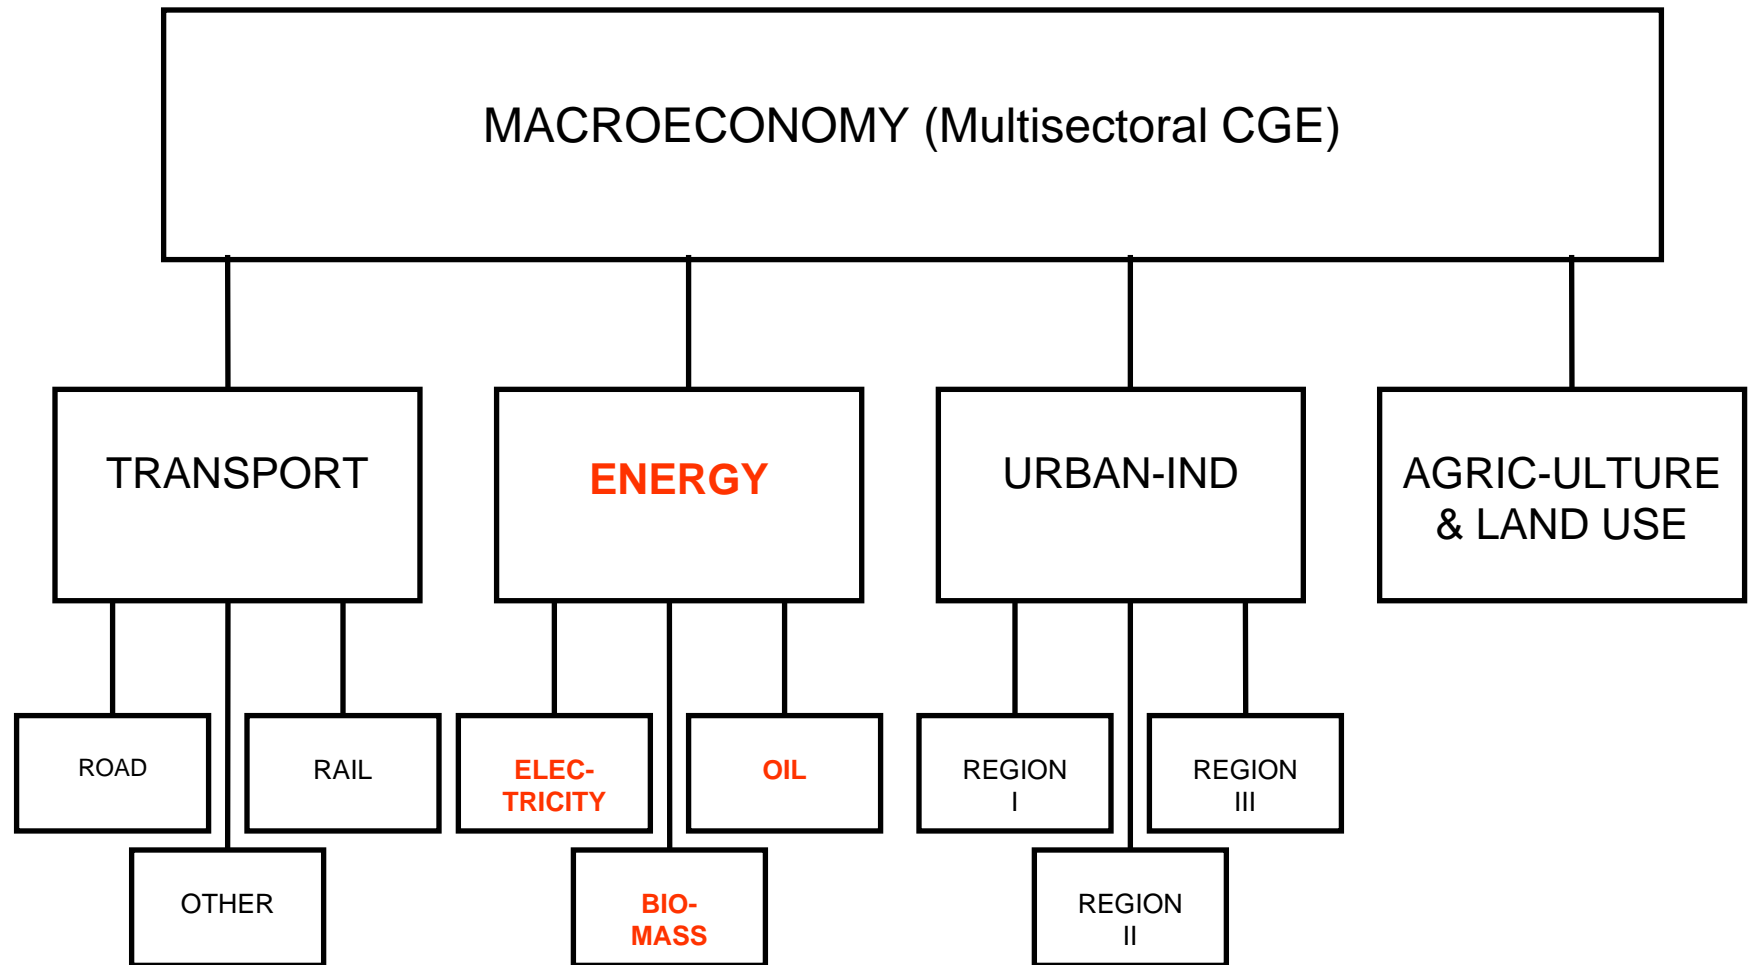 MACROECONOMY (Multisectoral CGE)
TRANSPORT
ENERGY
URBAN-IND
AGRIC-ULTURE
& LAND USE
ROAD
RAIL
ELEC-
TRICITY
OIL
REGION
I
REGION
III
OTHER
BIO-
MASS
REGION
II